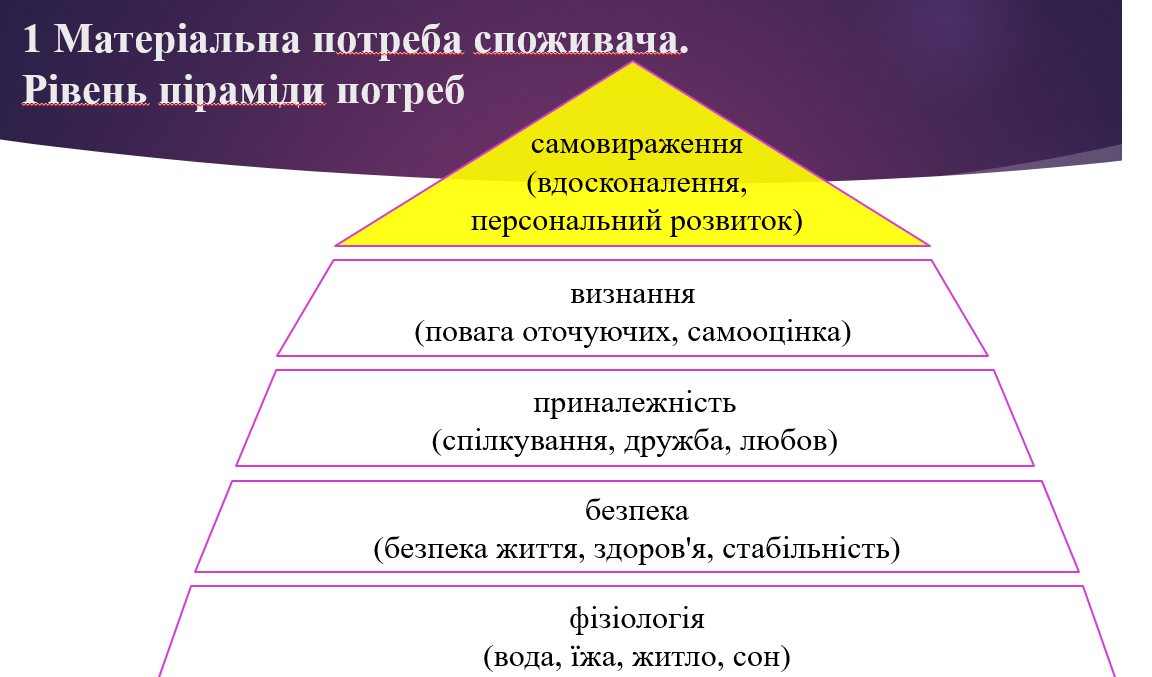 1 Матеріальна потреба споживача.
Рівень піраміди потреб
самовираження
(вдосконалення,
персональний розвиток)
визнання
(повага оточуючих, самооцінка)
приналежність
(спілкування, дружба, любов)
безпека
(безпека життя, здоров'я, стабільність)
фізіологія
(вода, їжа, житло, сон)